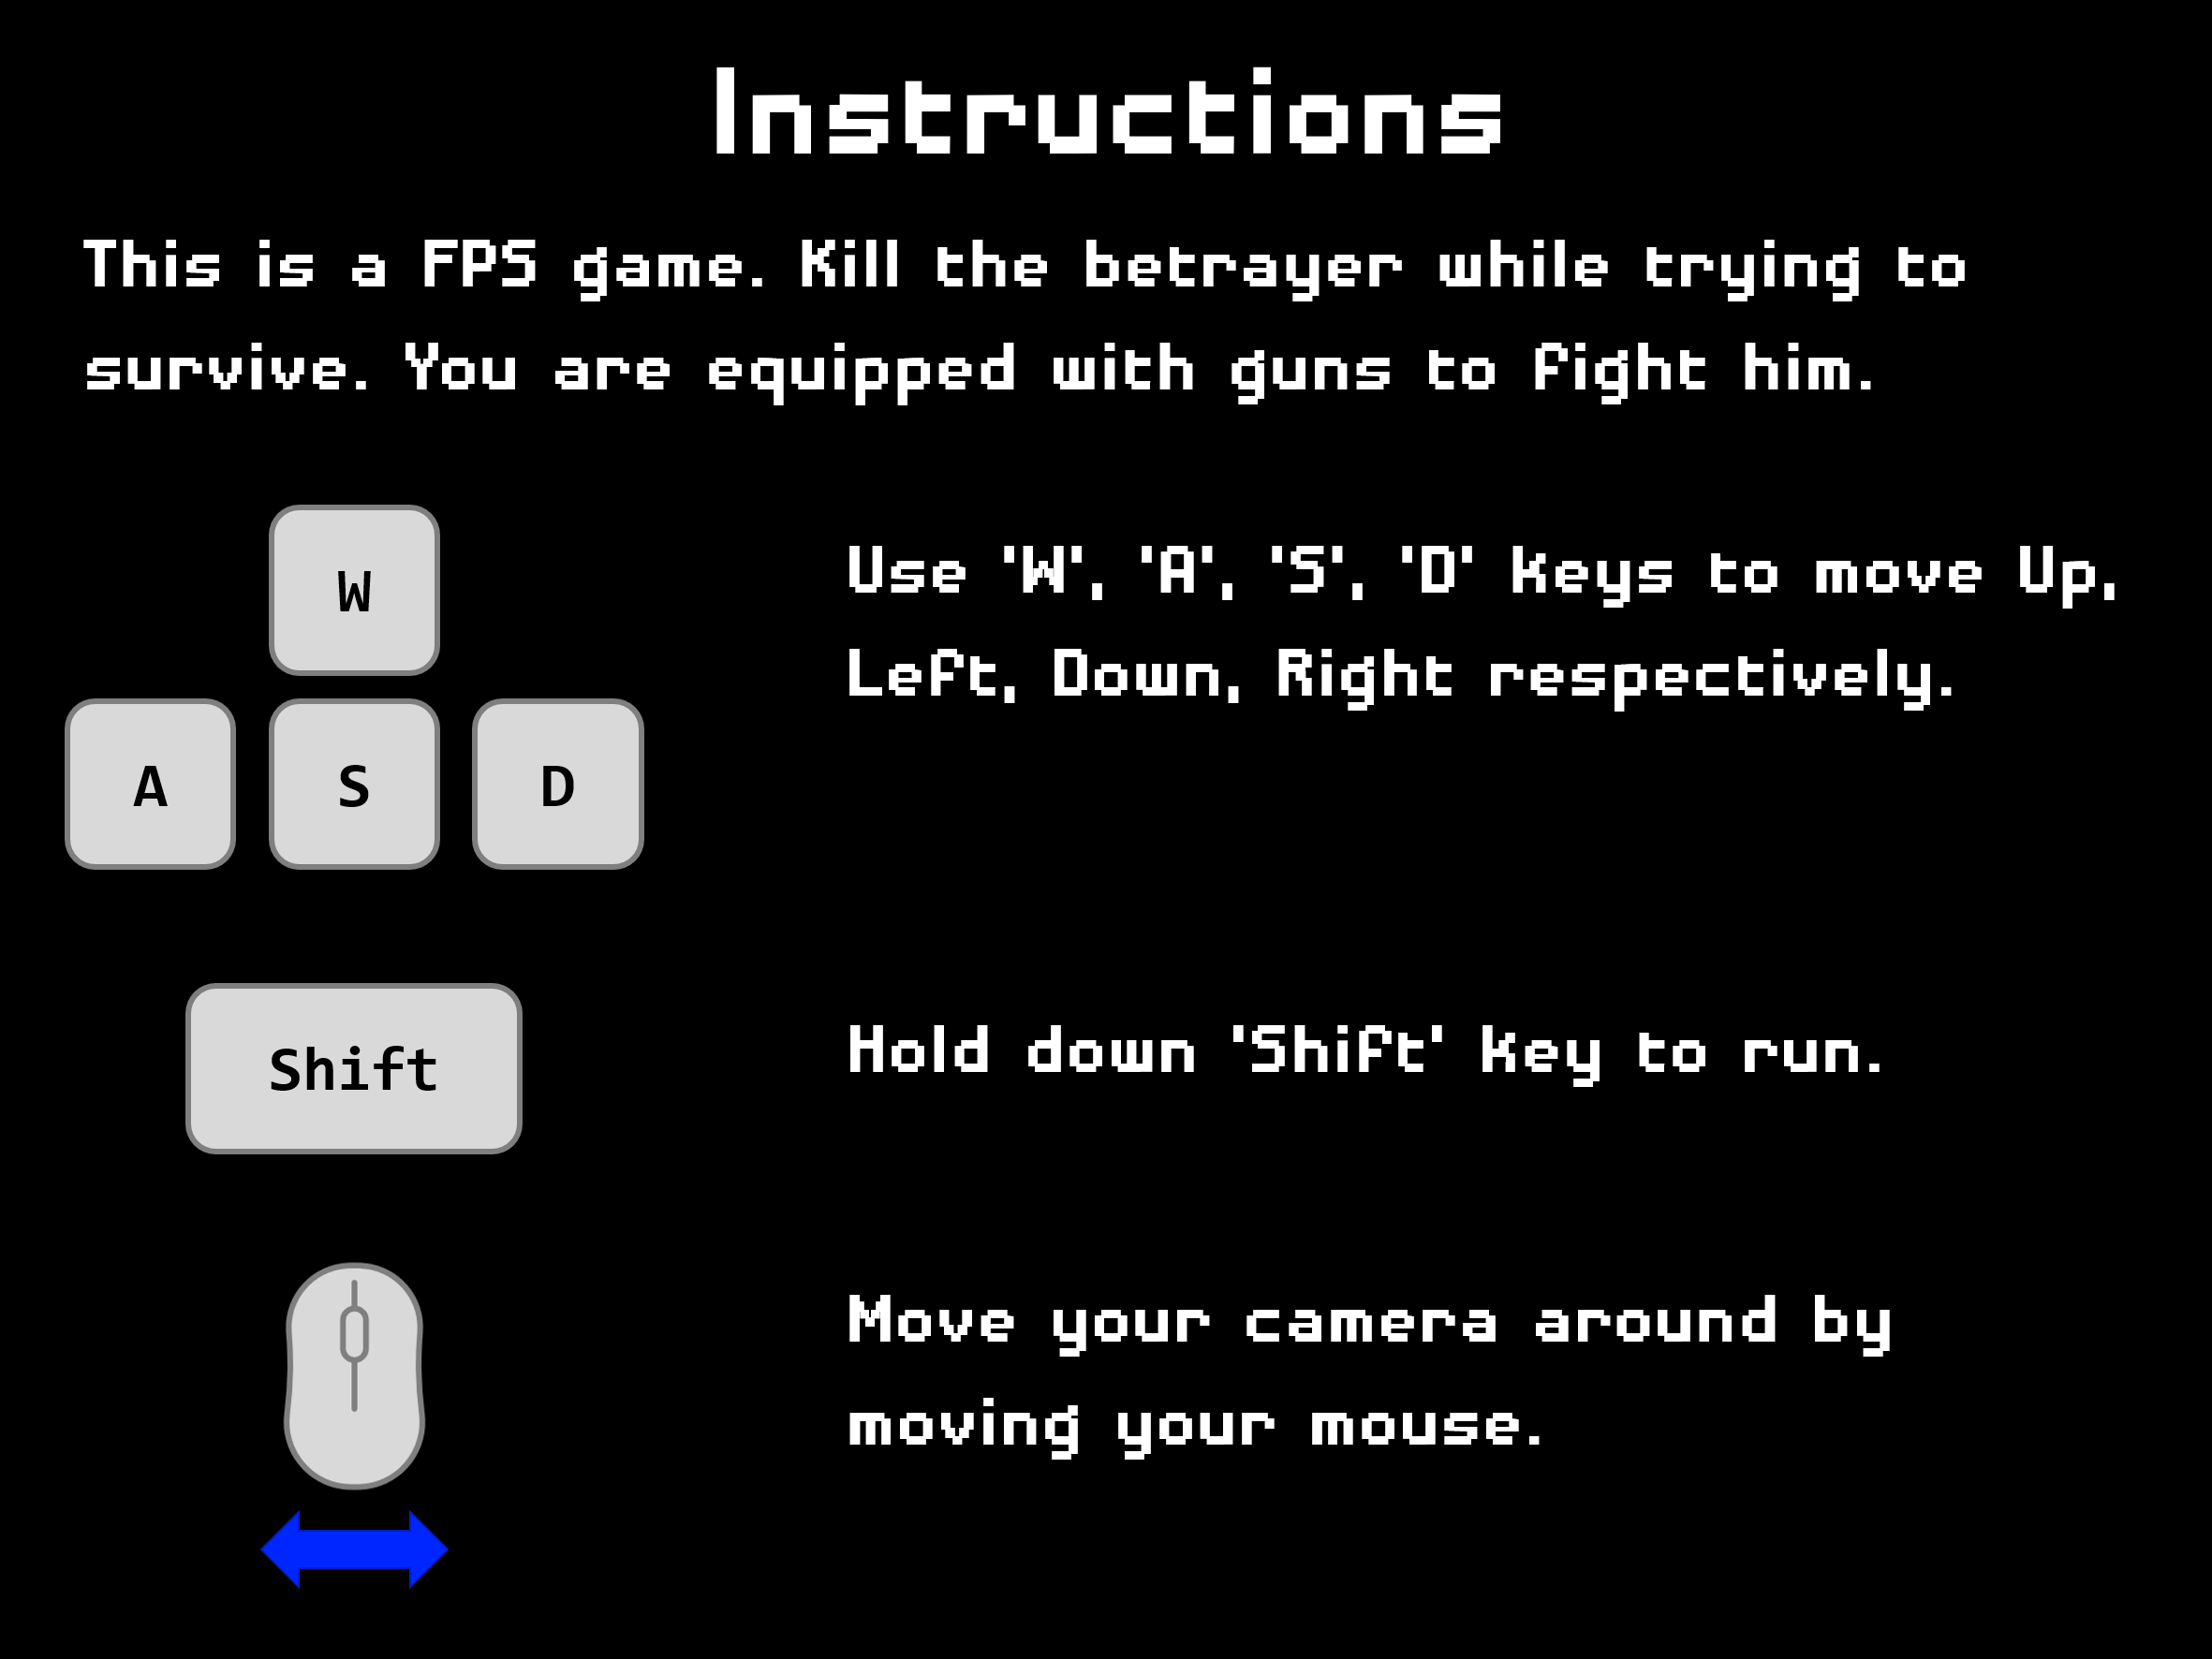 Instructions
This is a FPS game. Kill the betrayer while trying to
survive. You are equipped with guns to fight him.
W
Use 'W', 'A', 'S', 'D' keys to move Up,
Left, Down, Right respectively.
A S D
Shift
Hold down 'Shift' key to run.
Move your camera around by
moving your mouse.